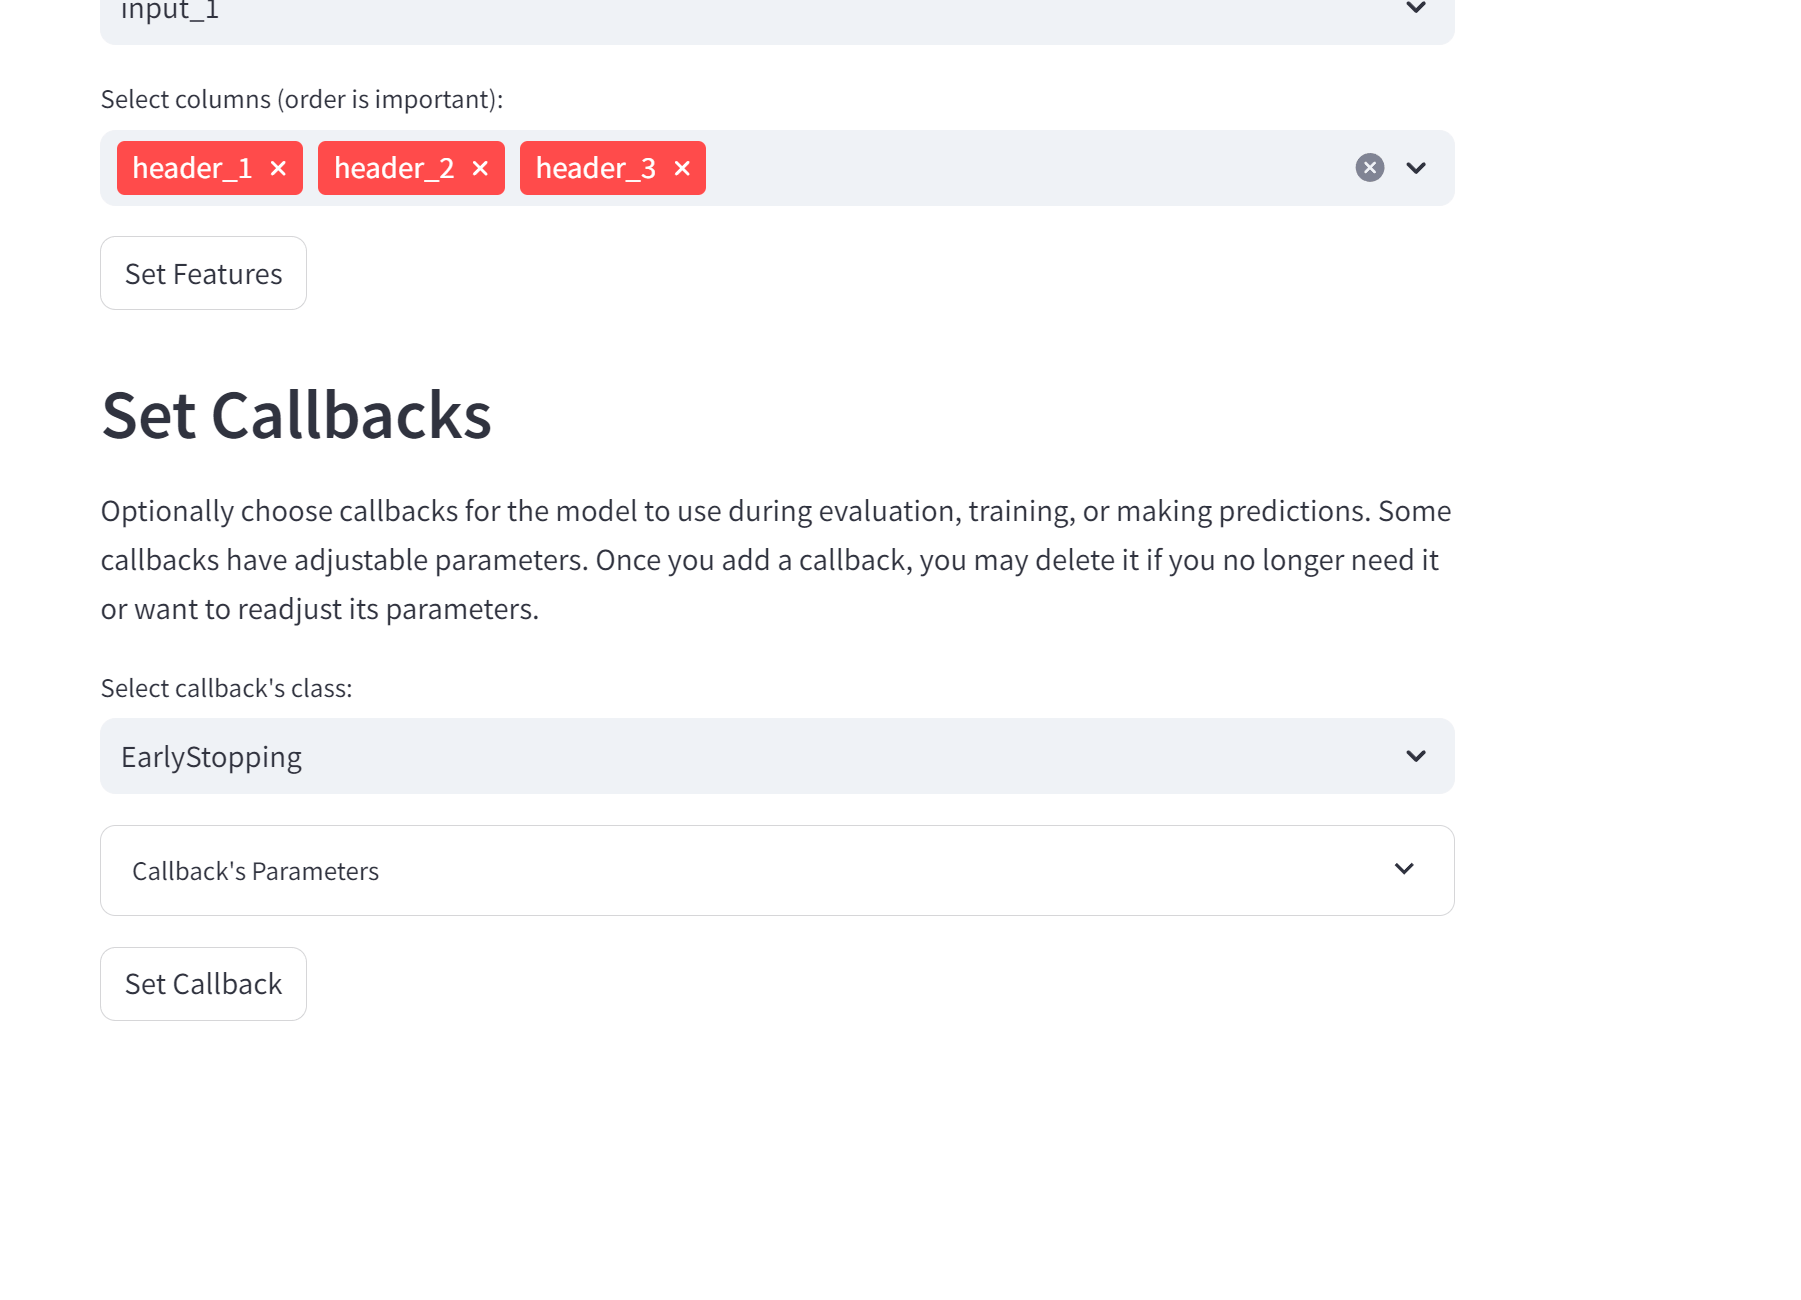 input_1
Select columns (order is important):
header_1 header_2 header_3
Set Features
Set Callbacks
Optionally choose callbacks for the model to use during evaluation, training, or making predictions. Some
callbacks have adjustable parameters. Once you add a callback, you may delete it if you no longer need it
or want to readjust its parameters.
Select callback's class:
EarlyStopping
Callback's Parameters
Set Callback